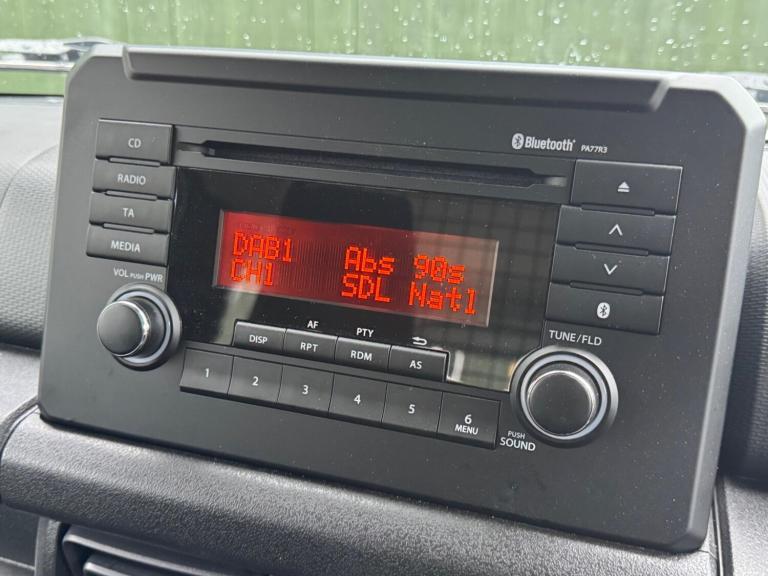 Bluetooth® PA77R3
CD
RADIO
TA
MEDIA
VOL PUSH PWR
DAB1 Abs 90s
CH1 SDL Natl
AF PTY
DISP RPT RDM AS
1 2 3 4 5 6
MENU
TUNE/FLD
PUSH
SOUND